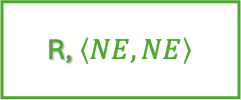 R, ⟨NE, NE⟩